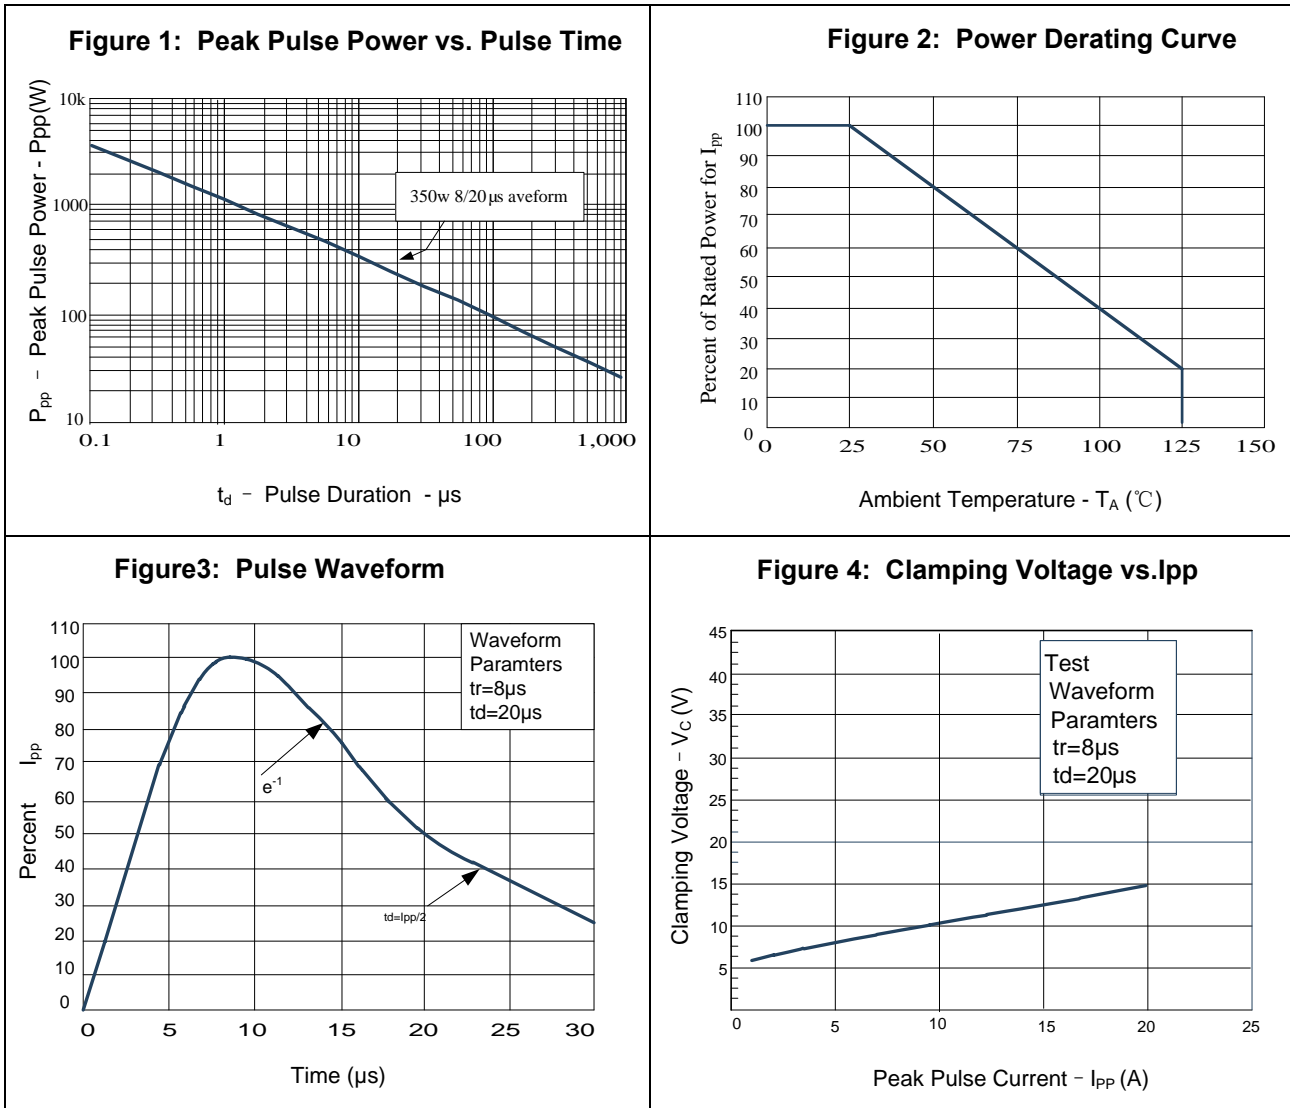 Figure 1: Peak Pulse Power vs. Pulse Time
Ppp – Peak Pulse Power - Ppp(W)
10k
1000
100
10
0.1 1 10 100 1,000
350w 8/20μs aveform
td – Pulse Duration - μs
Figure 2: Power Derating Curve
Percent of Rated Power for Ipp
110
100
90
80
70
60
50
40
30
20
10
0
0 25 50 75 100 125 150
Ambient Temperature - TA (℃)
Figure3: Pulse Waveform
Percent Ipp
110
100
90
80
70
60
50
40
30
20
10
0
0 5 10 15 20 25 30
Waveform
Paramters
tr=8μs
td=20μs
e-1
td=Ipp/2
Time (μs)
Figure 4: Clamping Voltage vs.Ipp
Clamping Voltage – VC (V)
45
40
35
30
25
20
15
10
5
0 5 10 15 20 25
Test
Waveform
Paramters
tr=8μs
td=20μs
Peak Pulse Current – IPP (A)